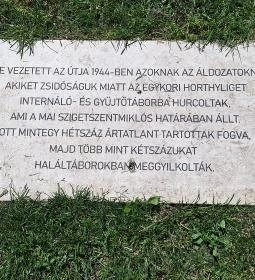 E VEZETETT AZ ÚTJA 1944-BEN AZOKNAK AZ ÁLDOZATOKN
AKIKET ZSIDÓSÁGUK MIATT AZ EGYKORI HORTHYLIGET
INTERNÁLÓ- ÉS GYŰJTŐTÁBORBA HURCOLTAK,
AMI A MAI SZIGETSZENTMIKLÓS HATÁRÁBAN ÁLLT.
OTT MINTEGY HÉTSZÁZ ÁRTATLANT TARTOTTAK FOGVA,
MAJD TÖBB MINT KÉTSZÁZUKAT
HALÁLTÁBOROKBAN MEGGYILKOLTÁK.